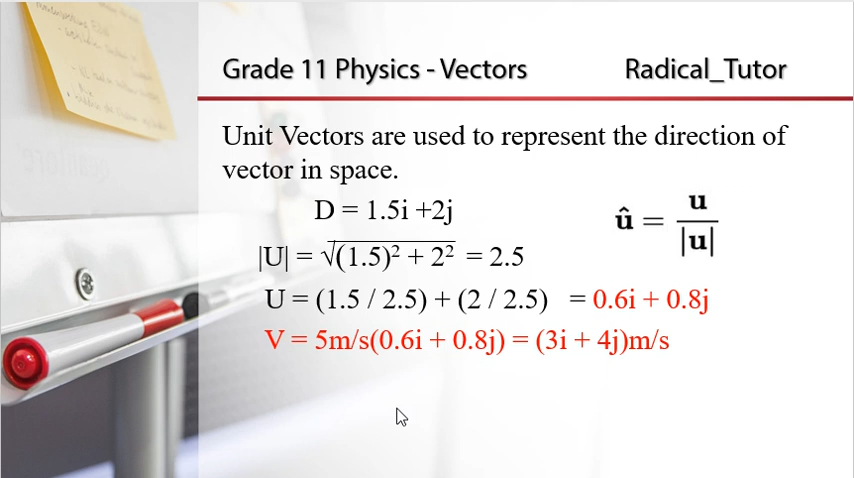 Grade 11 Physics - Vectors Radical_Tutor
Unit Vectors are used to represent the direction of
vector in space.
D = 1.5i +2j
û = u / |u|
|U| = √(1.5)² + 2² = 2.5
U = (1.5 / 2.5) + (2 / 2.5) = 0.6i + 0.8j
V = 5m/s(0.6i + 0.8j) = (3i + 4j)m/s